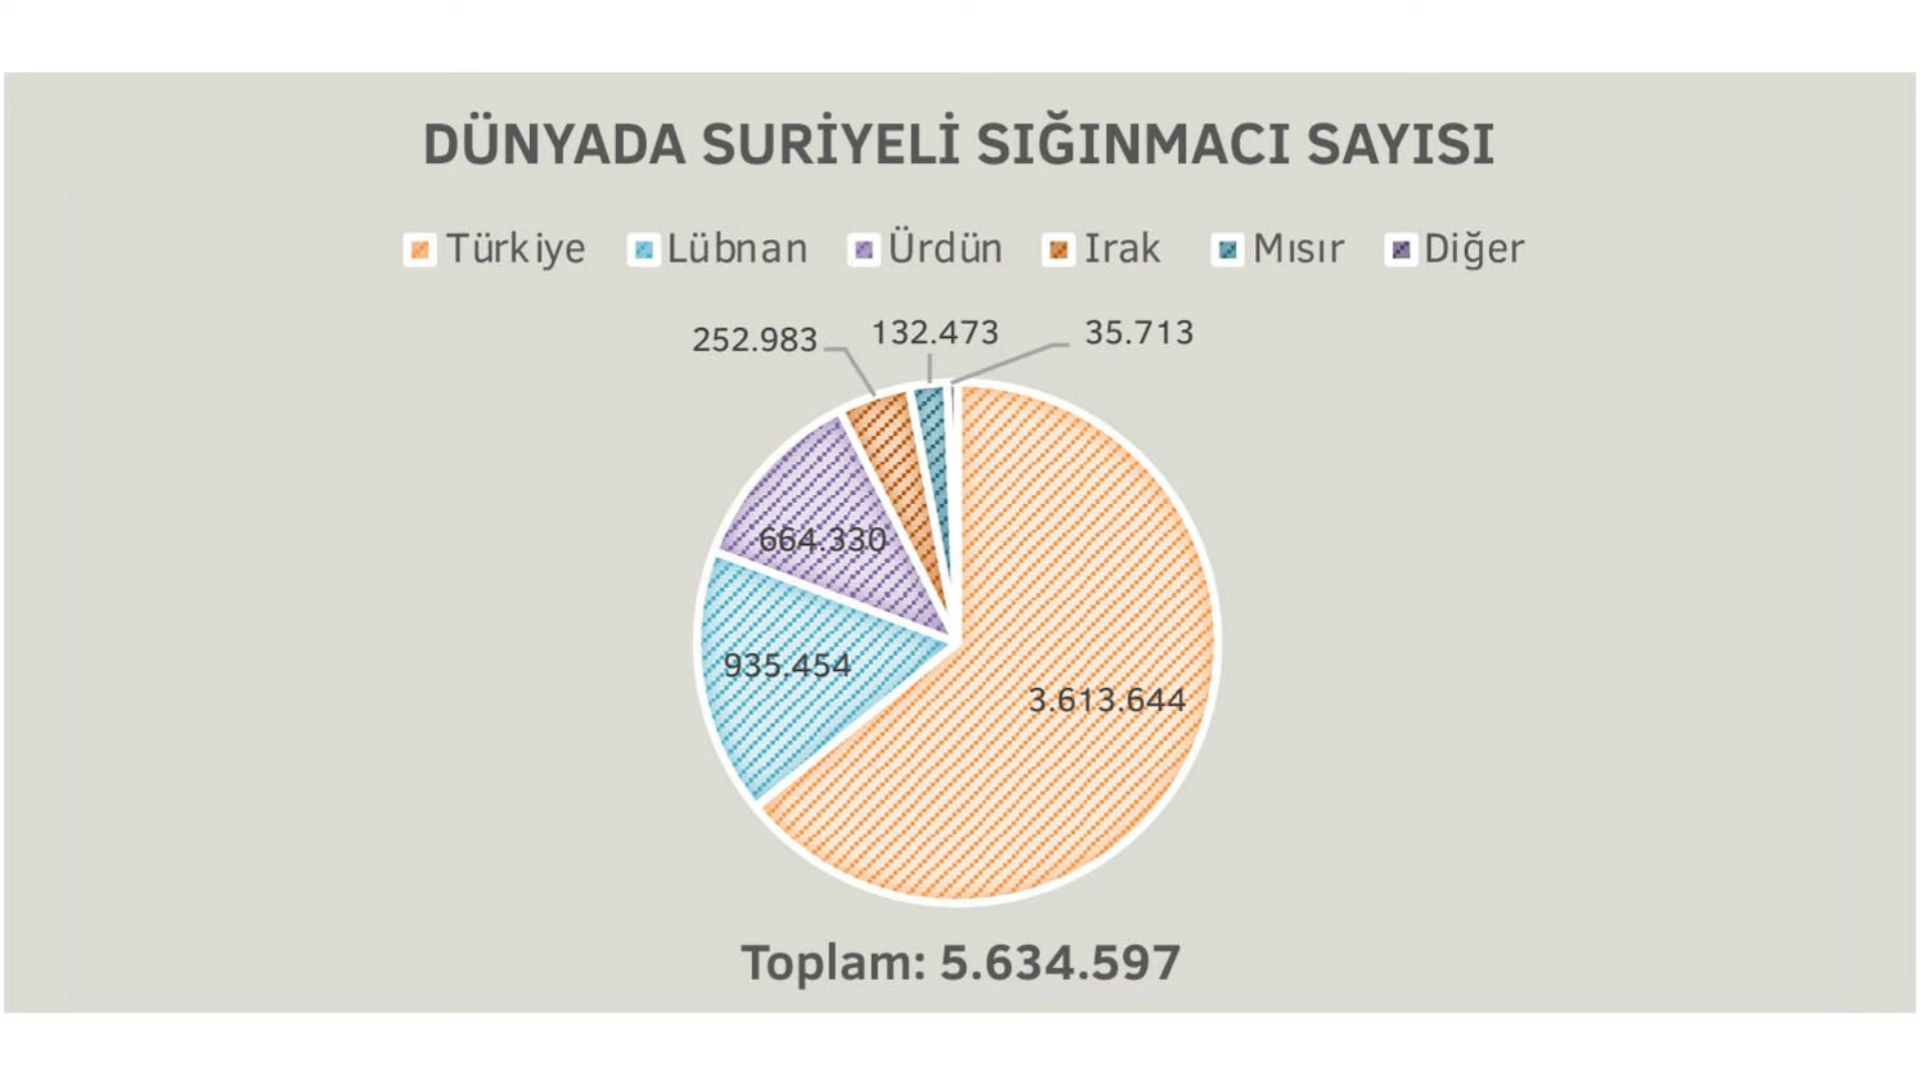 DÜNYADA SURİYELİ SIĞINMACI SAYISI
Türkiye Lübnan Ürdün Irak Mısır Diğer
252.983 132.473 35.713
664.330
935.454
3.613.644
Toplam: 5.634.597